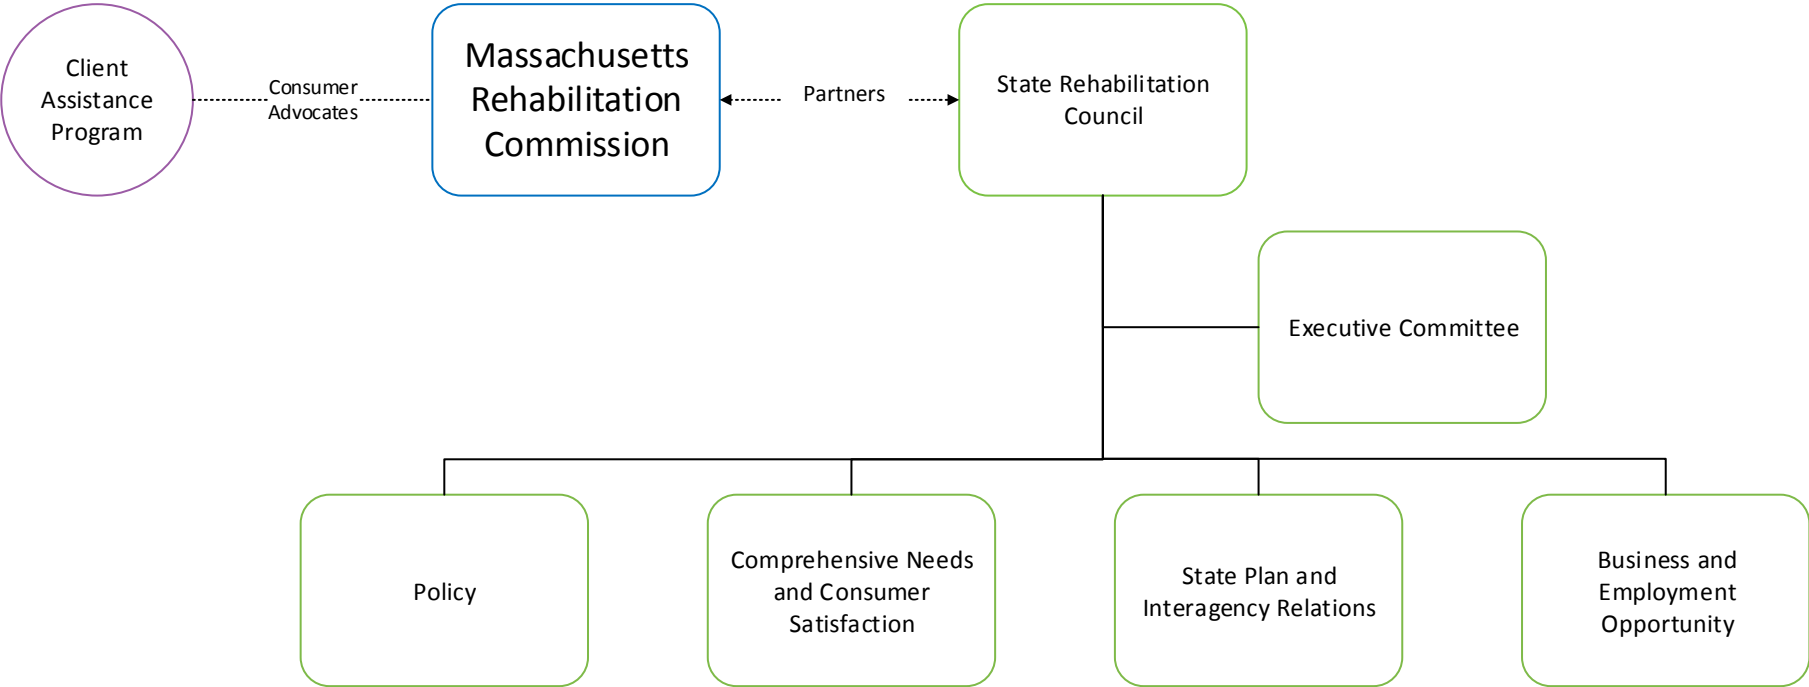 Client
Assistance
Program
Consumer
Advocates
Massachusetts
Rehabilitation
Commission
Partners
State Rehabilitation
Council
Executive Committee
Policy
Comprehensive Needs
and Consumer
Satisfaction
State Plan and
Interagency Relations
Business and
Employment
Opportunity